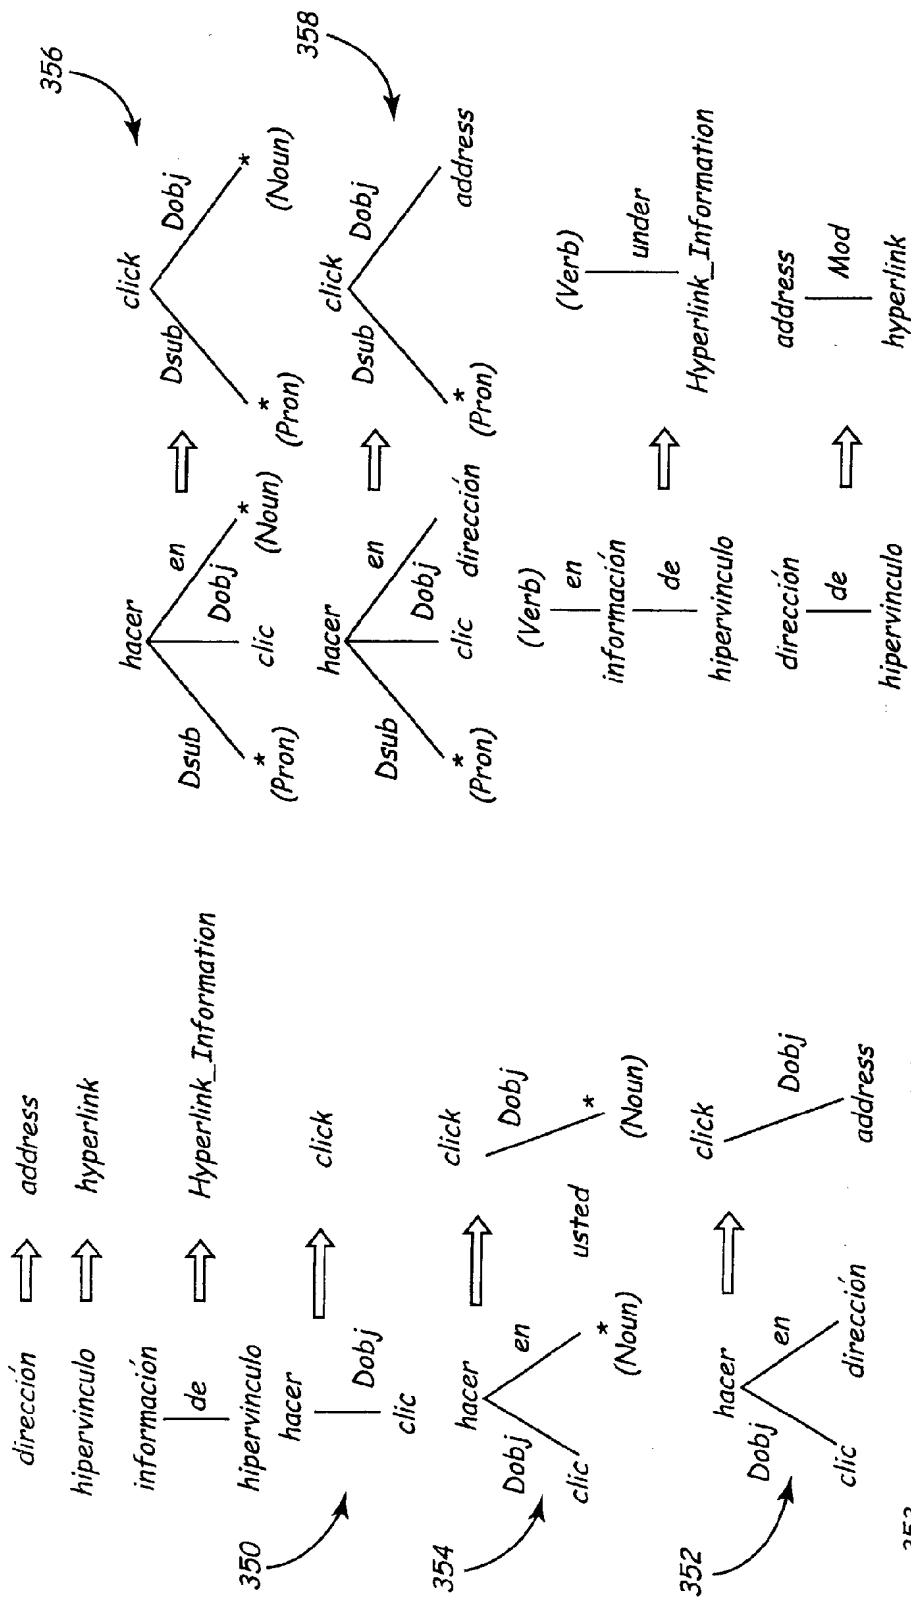 dirección address
hipervinculo hyperlink
información
de
hipervinculo
Hyperlink_Information
350
hacer
Dobj
clic
click
354
hacer
Dobj en
clic *
(Noun)
usted
click
Dobj
*
(Noun)
352
hacer
Dobj en
clic dirección
click
Dobj
address
356
hacer
Dsub Dobj en
* clic *
(Pron) (Noun)
click
Dsub Dobj
* *
(Pron) (Noun)
358
hacer
Dsub Dobj en
* clic dirección
(Pron)
click
Dsub Dobj
* address
(Pron)
(Verb)
en
información
de
hipervinculo
(Verb)
under
Hyperlink_Information
dirección
de
hipervinculo
address
Mod
hyperlink